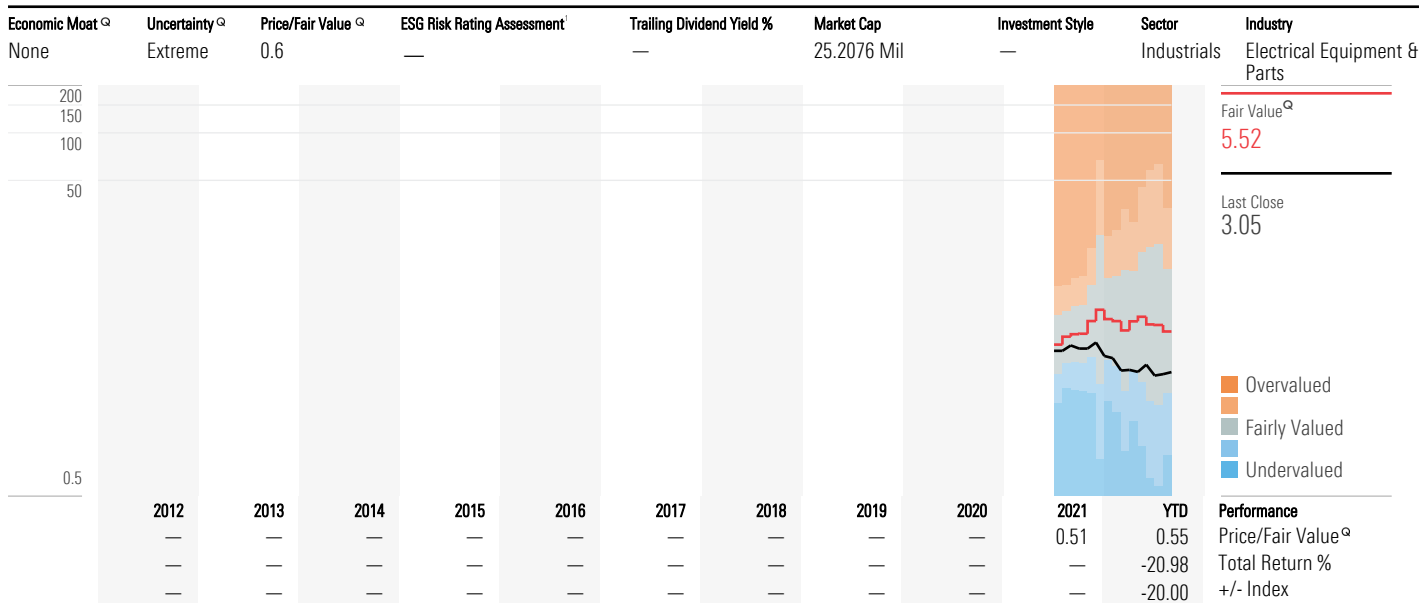 Economic Moat Q Uncertainty Q Price/Fair Value Q ESG Risk Rating Assessment¹ Trailing Dividend Yield % Market Cap Investment Style Sector Industry
None Extreme 0.6 — — 25.2076 Mil — Industrials Electrical Equipment &
Parts
200
150
100
50
0.5
Fair Value Q
5.52
Last Close
3.05
Overvalued
Fairly Valued
Undervalued
2012 2013 2014 2015 2016 2017 2018 2019 2020 2021 YTD Performance
— — — — — — — — — 0.51 0.55 Price/Fair Value Q
— — — — — — — — — — -20.98 Total Return %
— — — — — — — — — — -20.00 +/- Index